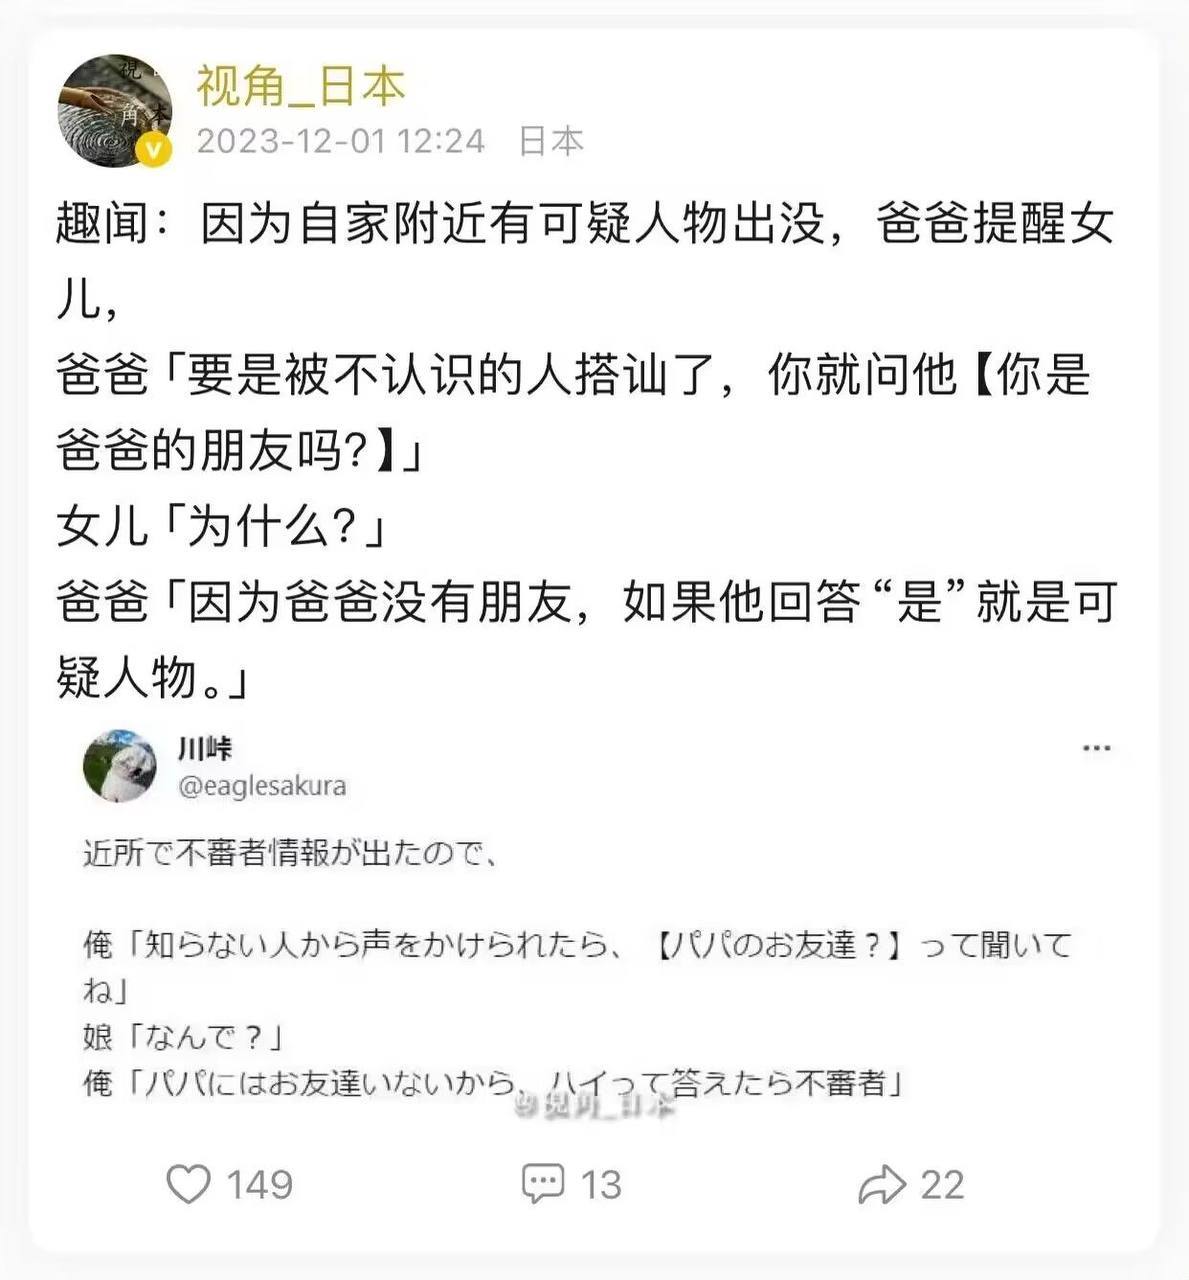 視
角 本
视角_日本
2023-12-01 12:24 日本
趣闻：因为自家附近有可疑人物出没，爸爸提醒女
儿，
爸爸「要是被不认识的人搭讪了，你就问他【你是
爸爸的朋友吗?】」
女儿「为什么?」
爸爸「因为爸爸没有朋友，如果他回答“是”就是可
疑人物。」
川峠
@eaglesakura
近所で不審者情報が出たので、
俺「知らない人から声をかけられたら、【パパのお友達？】って聞いて
ね」
娘「なんで？」
俺「パパにはお友達いないから、ハイって答えたら不審者」
@視角_日本
149 13 22